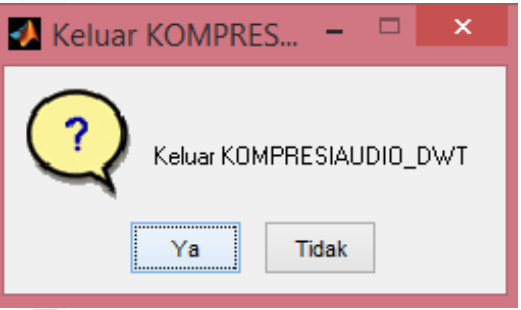 Keluar KOMPRES...
?
Keluar KOMPRESIAUDIO_DWT
Ya
Tidak